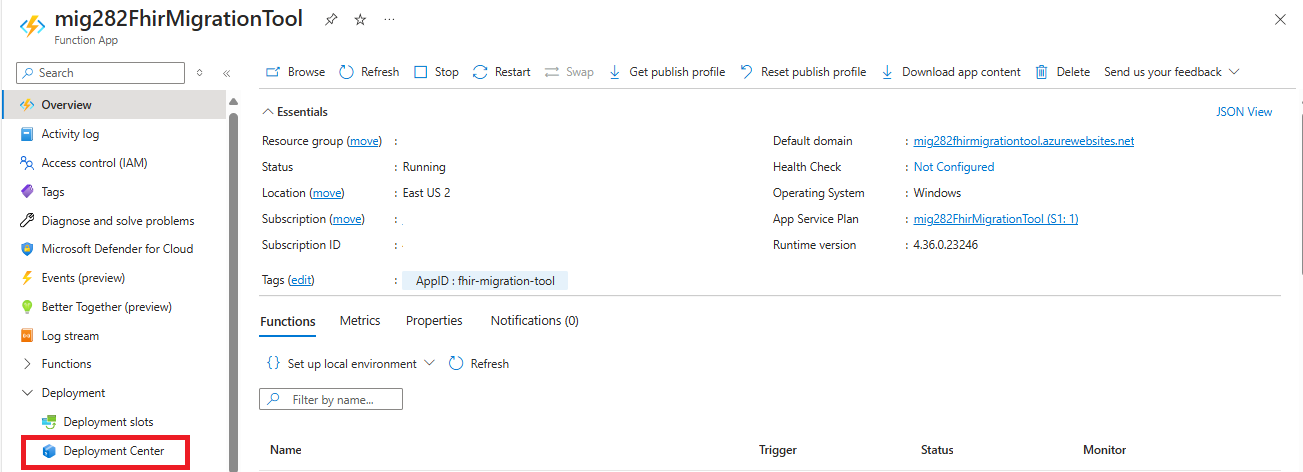 mig282FhirMigrationTool
Function App
Search
Overview
Activity log
Access control (IAM)
Tags
Diagnose and solve problems
Microsoft Defender for Cloud
Events (preview)
Better Together (preview)
Log stream
Functions
Deployment
Deployment slots
Deployment Center
Browse Refresh Stop Restart Swap Get publish profile Reset publish profile Download app content Delete Send us your feedback
Essentials JSON View
Resource group (move) :
Status : Running
Location (move) : East US 2
Subscription (move) :
Subscription ID :
Default domain : mig282fhirmigrationtool.azurewebsites.net
Health Check : Not Configured
Operating System : Windows
App Service Plan : mig282FhirMigrationTool (S1: 1)
Runtime version : 4.36.0.23246
Tags (edit) : AppID : fhir-migration-tool
Functions Metrics Properties Notifications (0)
{} Set up local environment Refresh
Filter by name...
Name Trigger Status Monitor